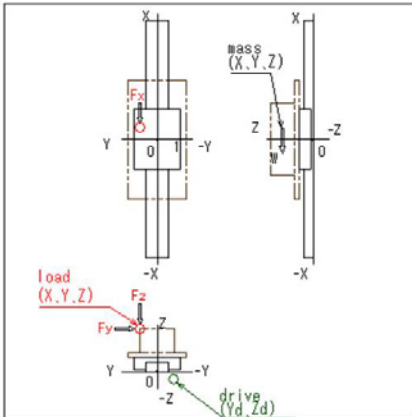 X
X
mass
(X,Y,Z)
Fx
Y
0
1
-Y
Z
-Z
W
0
-X
-X
load
(X,Y,Z)
Fz
Fy
Z
Y
-Y
0
-Z
drive
(Yd,Zd)